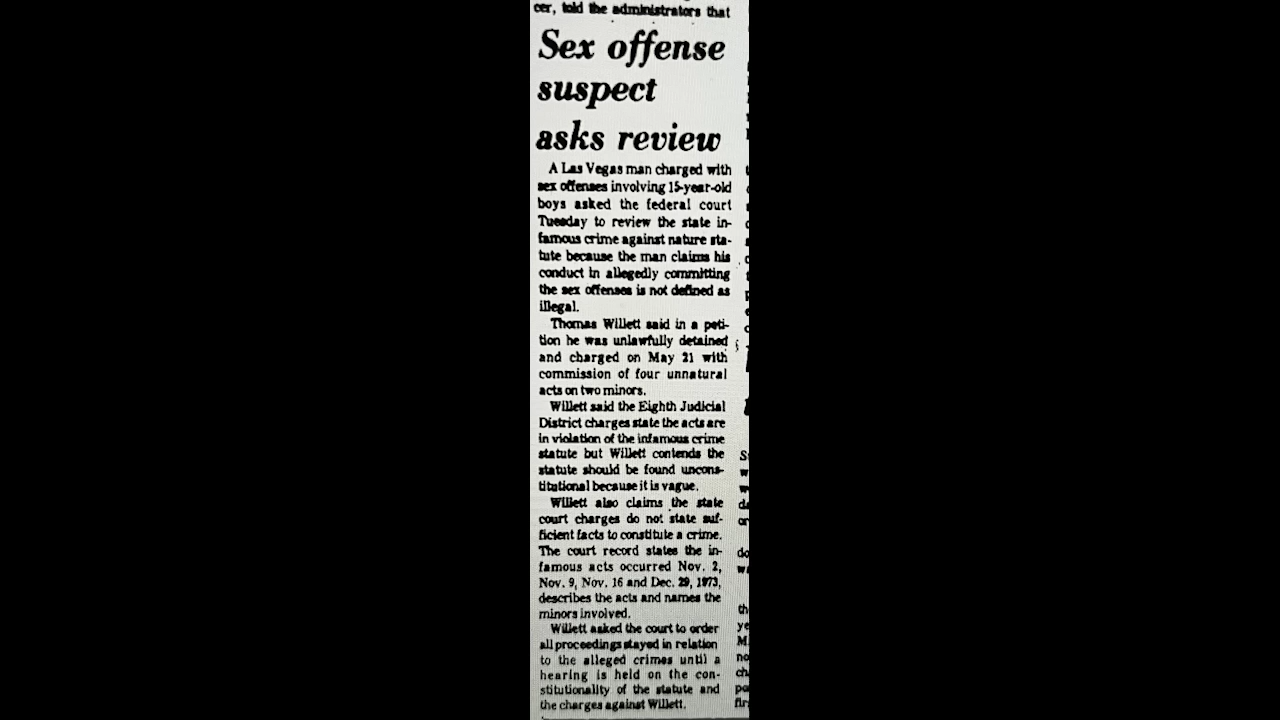 cer, told the administrators that
Sex offense
suspect
asks review
A Las Vegas man charged with
sex offenses involving 15-year-old
boys asked the federal court
Tuesday to review the state in-
famous crime against nature sta-
tute because the man claims his
conduct in allegedly committing
the sex offenses is not defined as
illegal.
Thomas Willett said in a peti-
tion he was unlawfully detained
and charged on May 21 with
commission of four unnatural
acts on two minors.
Willett said the Eighth Judicial
District charges state the acts are
in violation of the infamous crime
statute but Willett contends the
statute should be found uncons-
titutional because it is vague.
Willett also claims the state
court charges do not state suf-
ficient facts to constitute a crime.
The court record states the in-
famous acts occurred Nov. 2,
Nov. 9, Nov. 16 and Dec. 29, 1973,
describes the acts and names the
minors involved.
Willett asked the court to order
all proceedings stayed in relation
to the alleged crimes until a
hearing is held on the con-
stitutionality of the statute and
the charges against Willett.